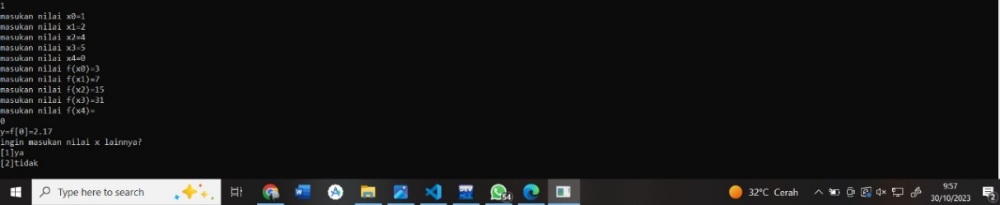 1
masukan nilai x0=1
masukan nilai x1=2
masukan nilai x2=4
masukan nilai x3=5
masukan nilai x4=0
masukan nilai f(x0)=3
masukan nilai f(x1)=7
masukan nilai f(x2)=15
masukan nilai f(x3)=31
masukan nilai f(x4)=
0
y=f[0]=2.17
ingin masukan nilai x lainnya?
[1]ya
[2]tidak
Type here to search
W
A
DEV
54
32°C Cerah
9:57
30/10/2023
2